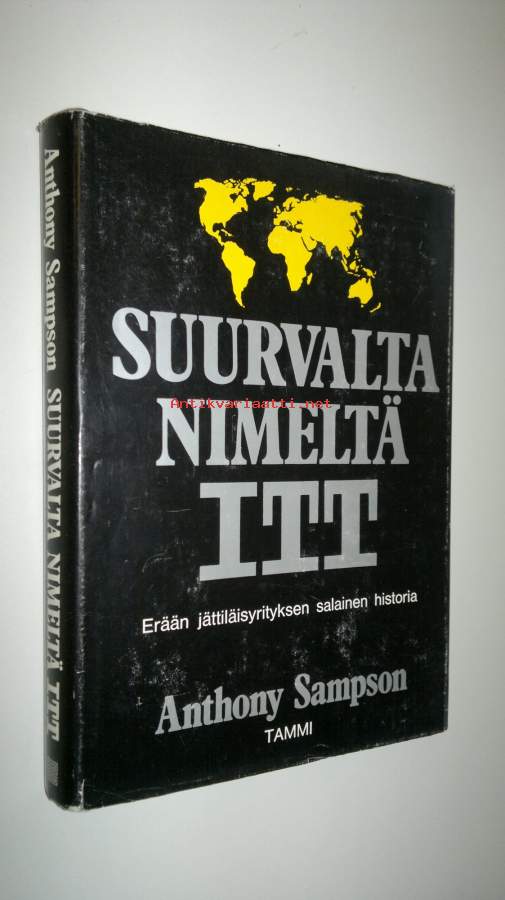 Anthony Sampson SUURVALTA NIMELTÄ ITT
SUURVALTA
Antikvariaatti.net
NIMELTÄ
ITT
Erään jättiläisyrityksen salainen historia
Anthony Sampson
TAMMI